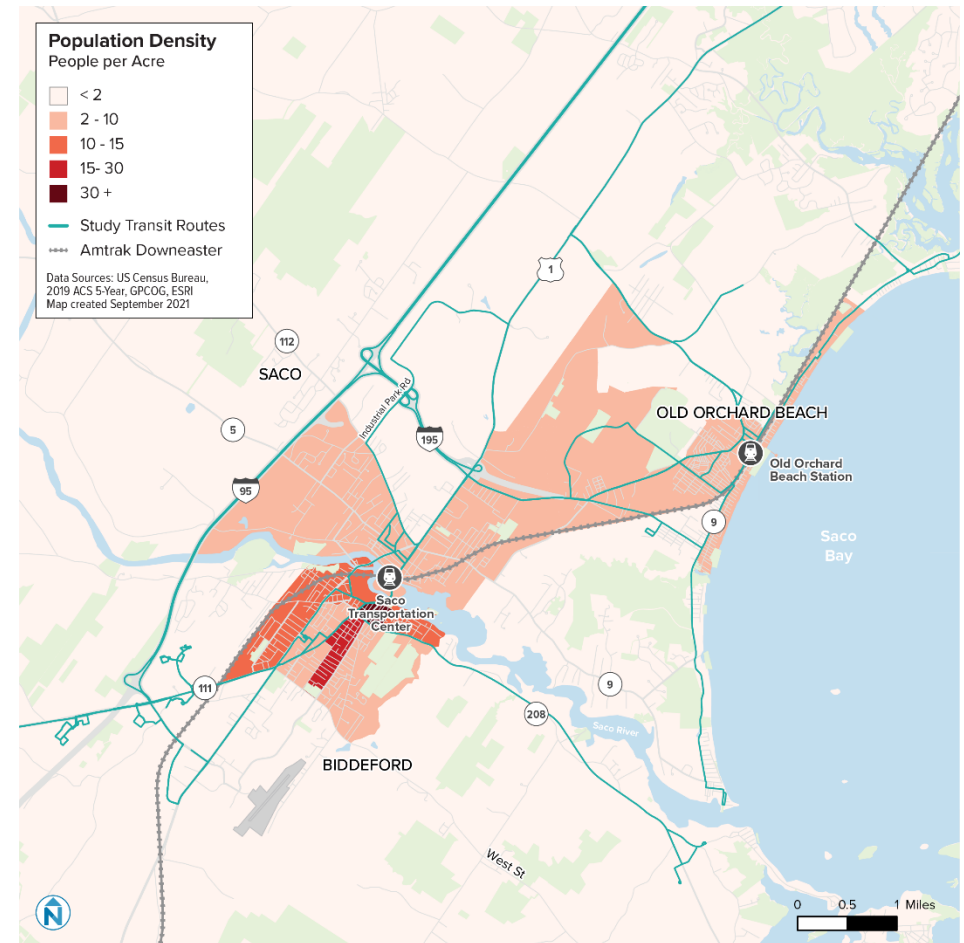 Population Density
People per Acre
< 2
2 - 10
10 - 15
15- 30
30 +
Study Transit Routes
Amtrak Downeaster
Data Sources: US Census Bureau,
2019 ACS 5-Year, GPCOG, ESRI
Map created September 2021
1
112
SACO
Industrial Park Rd
5
195
OLD ORCHARD BEACH
Old Orchard
Beach Station
95
9
Saco
Bay
Saco
Transportation
Center
111
9
208
Saco River
BIDDEFORD
West St
N
0 0.5 1 Miles